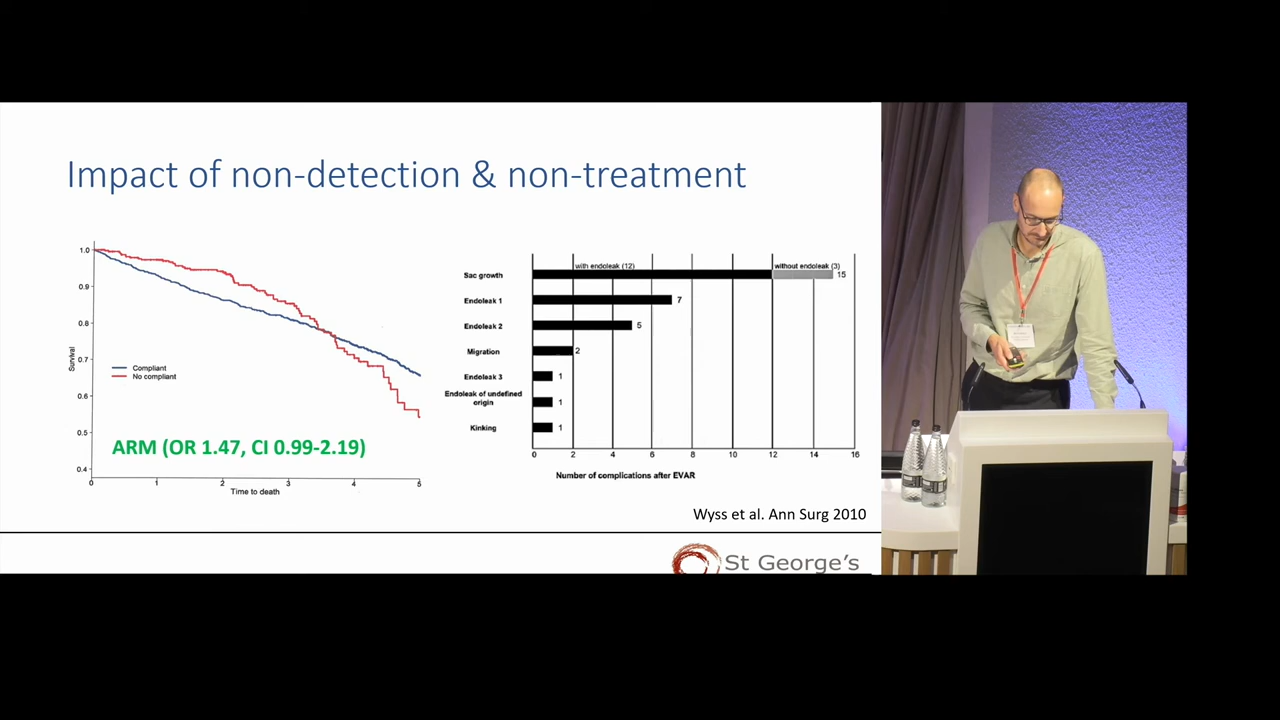 Impact of non-detection & non-treatment
1.0
0.9
0.8
0.7
0.6
0.5
0.4
Survival
Compliant
No compliant
ARM (OR 1.47, CI 0.99-2.19)
0 1 2 3 4 5
Time to death
with endoleak (12) without endoleak (3)
Sac growth 15
Endoleak 1 7
Endoleak 2 5
Migration 2
Endoleak 3 1
Endoleak of undefined
origin 1
Kinking 1
0 2 4 6 8 10 12 14 16
Number of complications after EVAR
Wyss et al. Ann Surg 2010
St George's